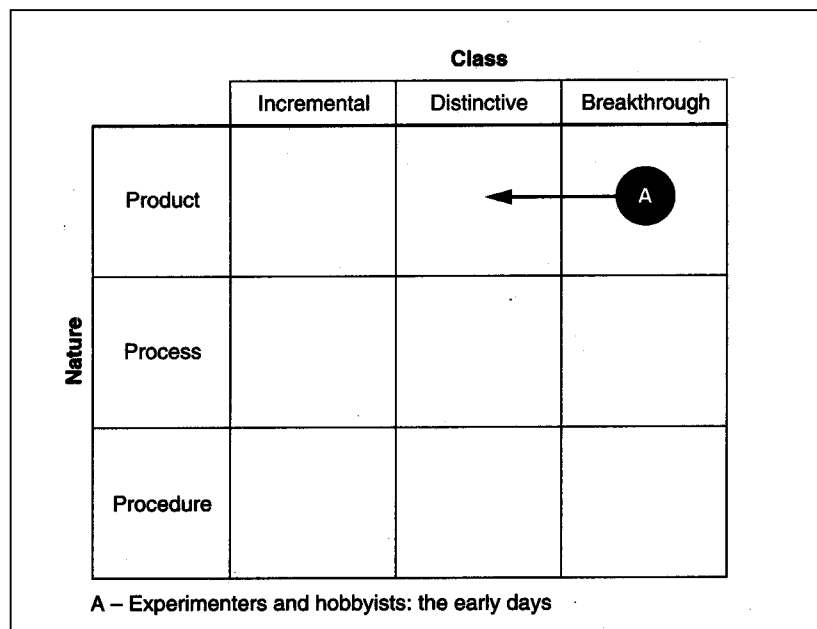 Class
Incremental Distinctive Breakthrough
Product
A
Nature
Process
Procedure
A – Experimenters and hobbyists: the early days